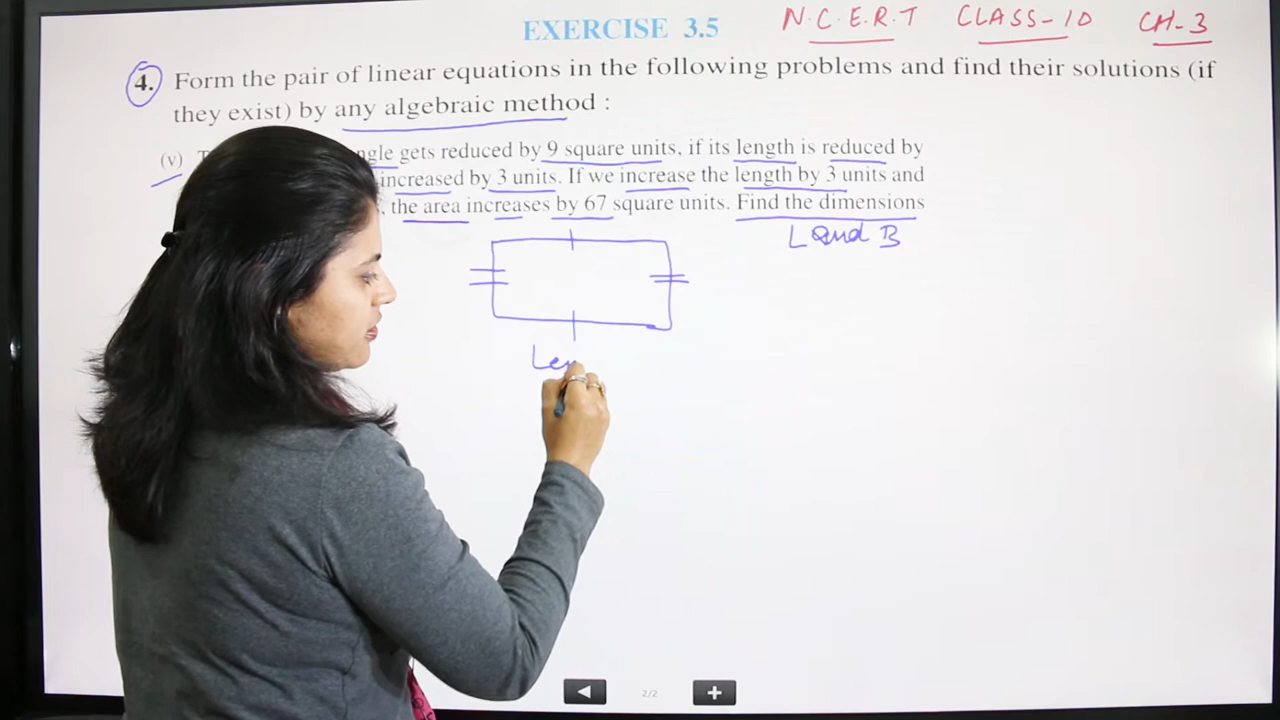 EXERCISE 3.5 N.C.E.R.T CLASS-10 CH-3
4. Form the pair of linear equations in the following problems and find their solutions (if
they exist) by any algebraic method :
(v) gets reduced by 9 square units, if its length is reduced by
increased by 3 units. If we increase the length by 3 units and
the area increases by 67 square units. Find the dimensions
L and B
Len
2/2